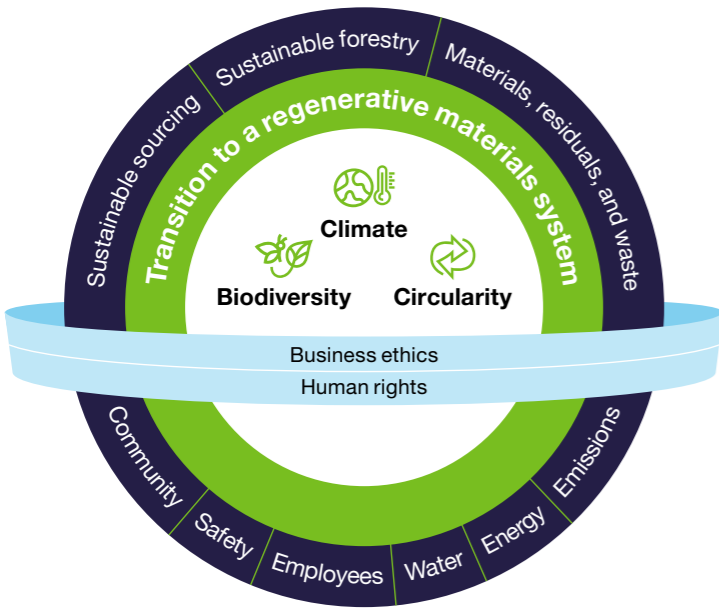 Sustainable sourcing
Sustainable forestry
Materials, residuals, and waste
Transition to a regenerative materials system
Climate
Biodiversity
Circularity
Business ethics
Human rights
Community
Safety
Employees
Water
Energy
Emissions